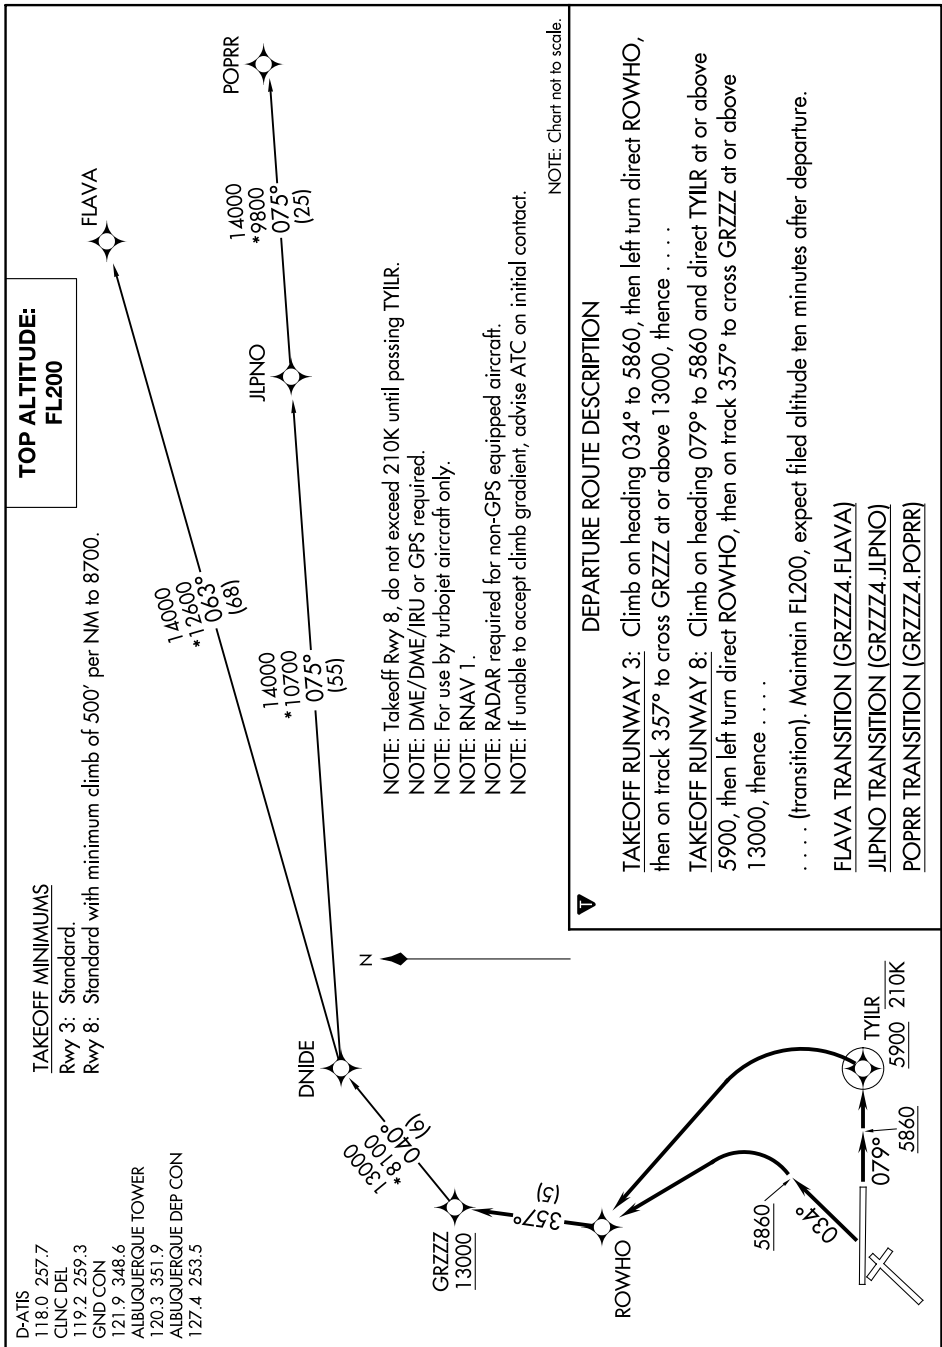 D-ATIS
118.0 257.7
CLNC DEL
119.2 259.3
GND CON
121.9 348.6
ALBUQUERQUE TOWER
120.3 351.9
ALBUQUERQUE DEP CON
127.4 253.5
TAKEOFF MINIMUMS
Rwy 3: Standard.
Rwy 8: Standard with minimum climb of 500' per NM to 8700.
TOP ALTITUDE:
FL200
FLAVA
14000
*12600
063°
(68)
POPRR
14000
*9800
075°
(25)
JLPNO
14000
*10700
075°
(55)
DNIDE
13000
*8100
040°
(6)
GRZZZ
13000
357°
(5)
ROWHO
5860
034°
079°
5860
TYILR
5900 210K
N
NOTE: Takeoff Rwy 8, do not exceed 210K until passing TYILR.
NOTE: DME/DME/IRU or GPS required.
NOTE: For use by turbojet aircraft only.
NOTE: RNAV 1.
NOTE: RADAR required for non-GPS equipped aircraft.
NOTE: If unable to accept climb gradient, advise ATC on initial contact.
NOTE: Chart not to scale.
T
DEPARTURE ROUTE DESCRIPTION
TAKEOFF RUNWAY 3: Climb on heading 034° to 5860, then left turn direct ROWHO,
then on track 357° to cross GRZZZ at or above 13000, thence . . . .
TAKEOFF RUNWAY 8: Climb on heading 079° to 5860 and direct TYILR at or above
5900, then left turn direct ROWHO, then on track 357° to cross GRZZZ at or above
13000, thence . . . .
. . . . (transition). Maintain FL200, expect filed altitude ten minutes after departure.
FLAVA TRANSITION (GRZZZ4.FLAVA)
JLPNO TRANSITION (GRZZZ4.JLPNO)
POPRR TRANSITION (GRZZZ4.POPRR)